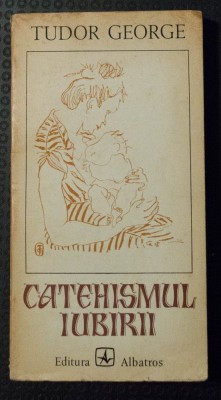 TUDOR GEORGE
CATEHISMUL
IUBIRII
Editura Albatros